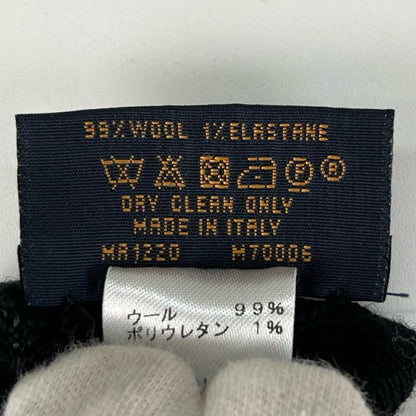 99%WOOL 1%ELASTANE
F R
DRY CLEAN ONLY
MADE IN ITALY
MA1220 M70006
ウール 99%
ポリウレタン 1%